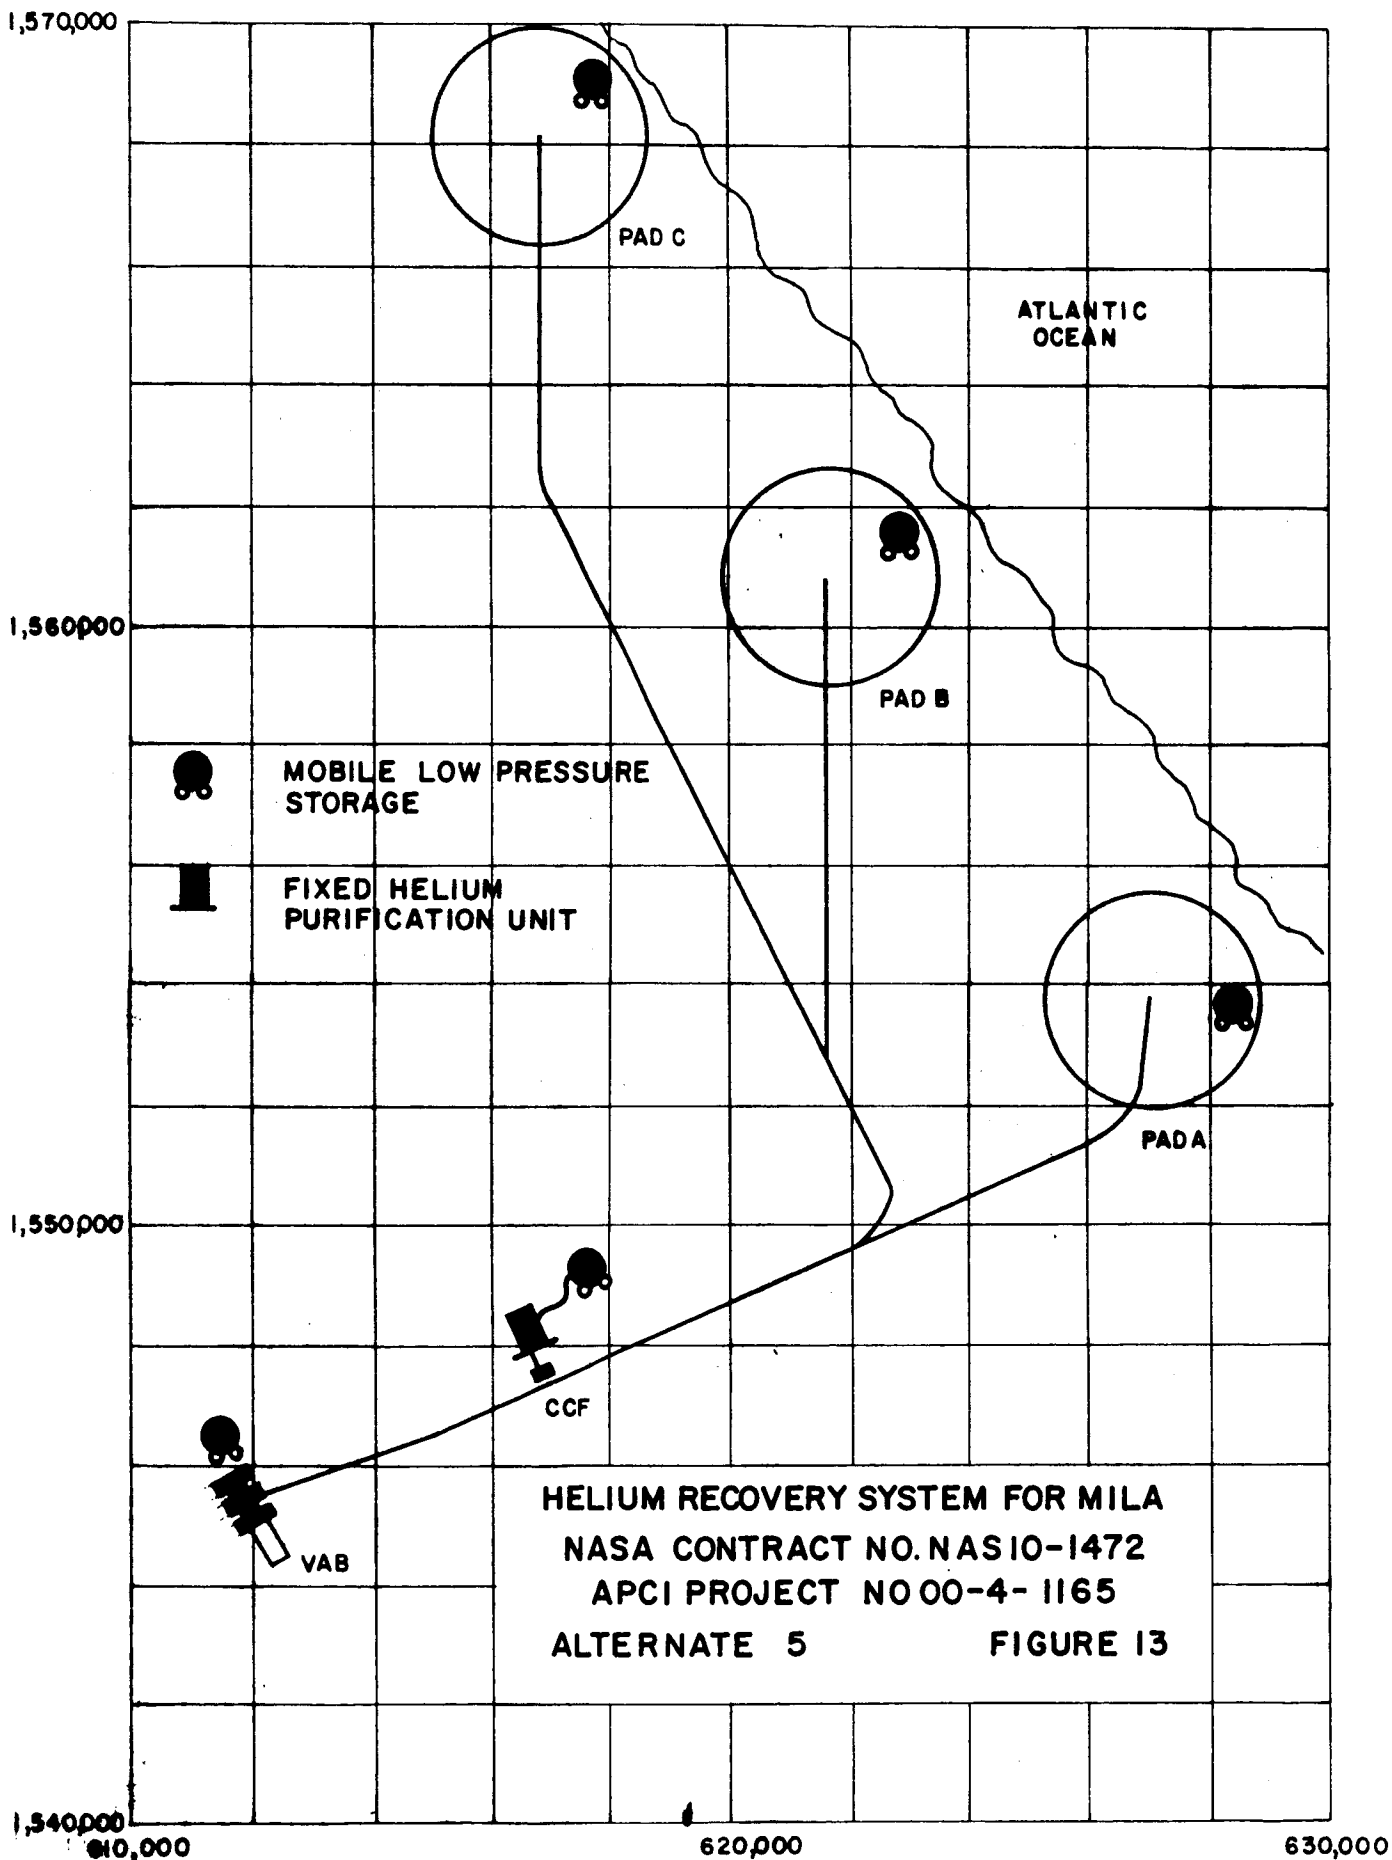 1,570,000
PAD C
ATLANTIC
OCEAN
1,560,000
PAD B
MOBILE LOW PRESSURE
STORAGE
FIXED HELIUM
PURIFICATION UNIT
PAD A
1,550,000
CCF
HELIUM RECOVERY SYSTEM FOR MILA
NASA CONTRACT NO. NAS10-1472
VAB
APCI PROJECT NO 00-4-1165
ALTERNATE 5 FIGURE 13
1,540,000
610,000 620,000 630,000